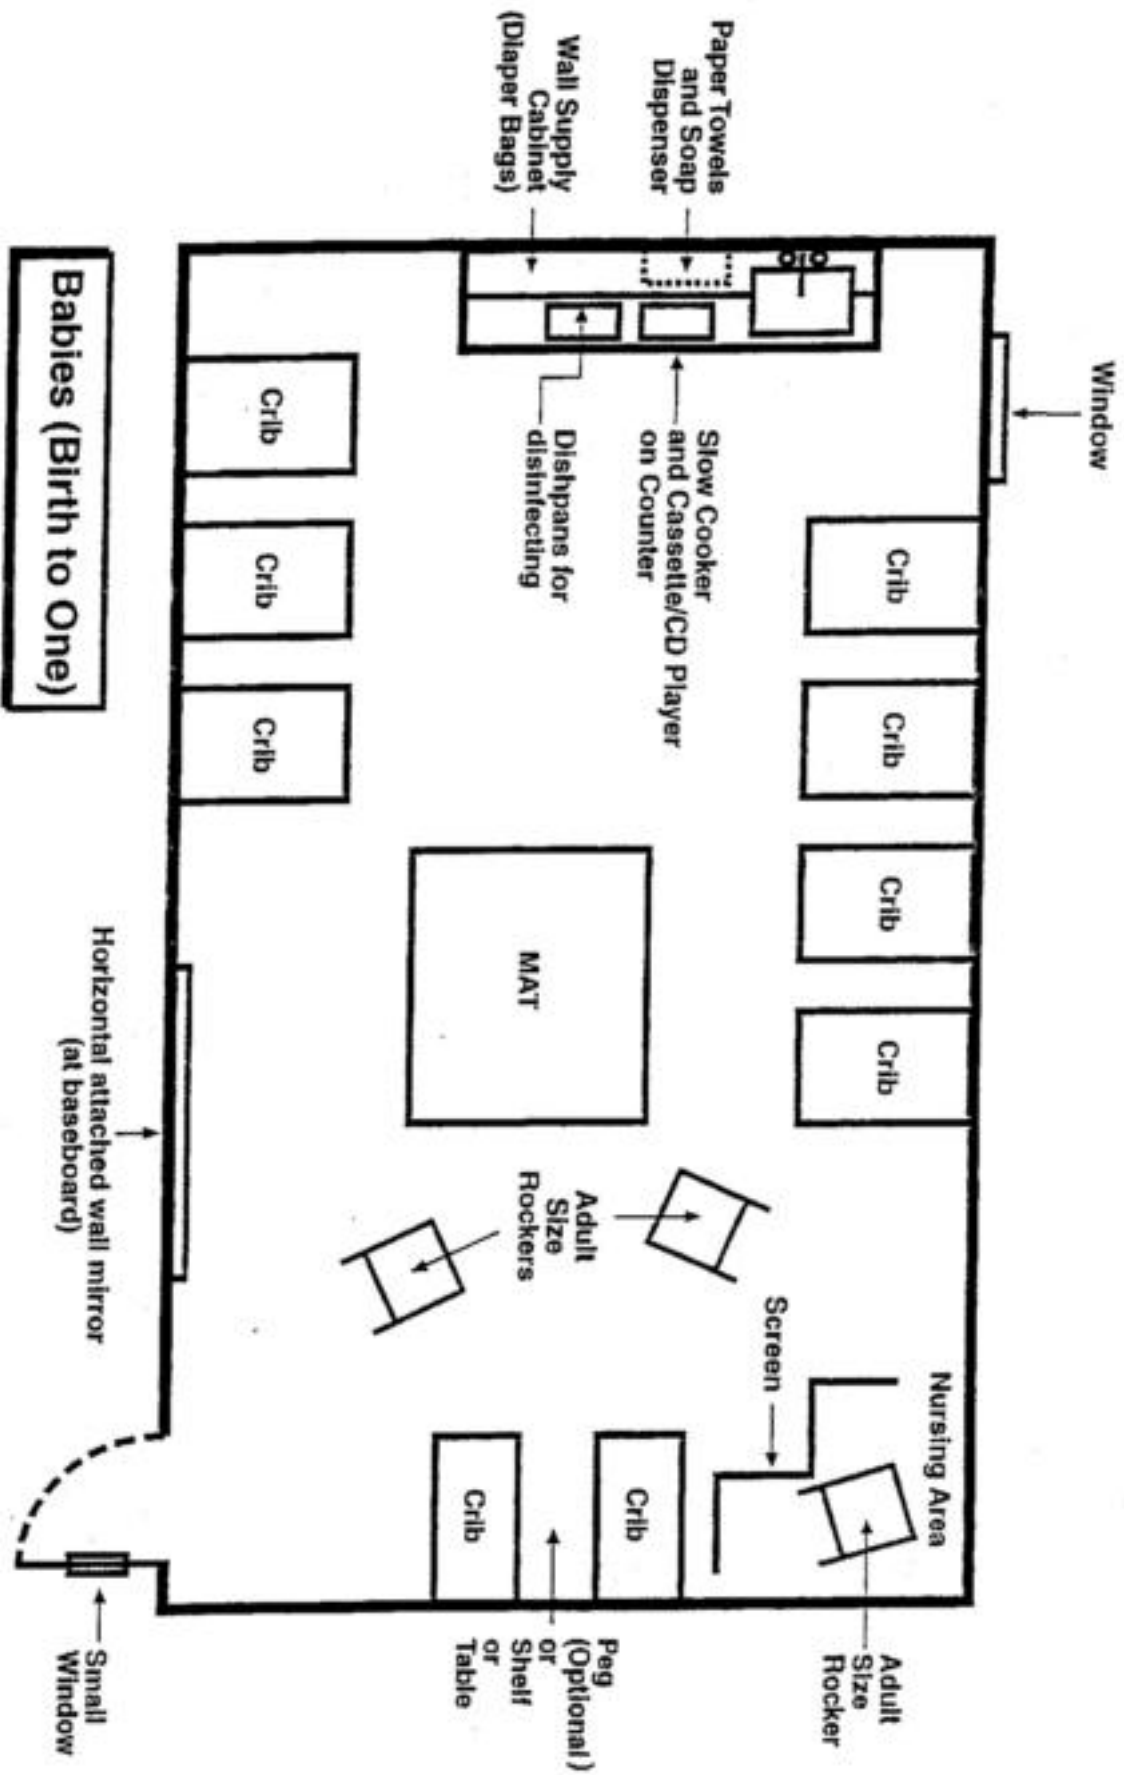 Window
Paper Towels
and Soap
Dispenser
Wall Supply
Cabinet
(Diaper Bags)
Slow Cooker
and Cassette/CD Player
on Counter
Dishpans for
disinfecting
Crib
Crib
Crib
Crib
Crib
Crib
Crib
MAT
Adult
Size
Rockers
Screen
Nursing Area
Crib
Crib
Adult
Size
Rocker
Peg
(Optional)
or
Shelf
or
Table
Horizontal attached wall mirror
(at baseboard)
Small
Window
Babies (Birth to One)